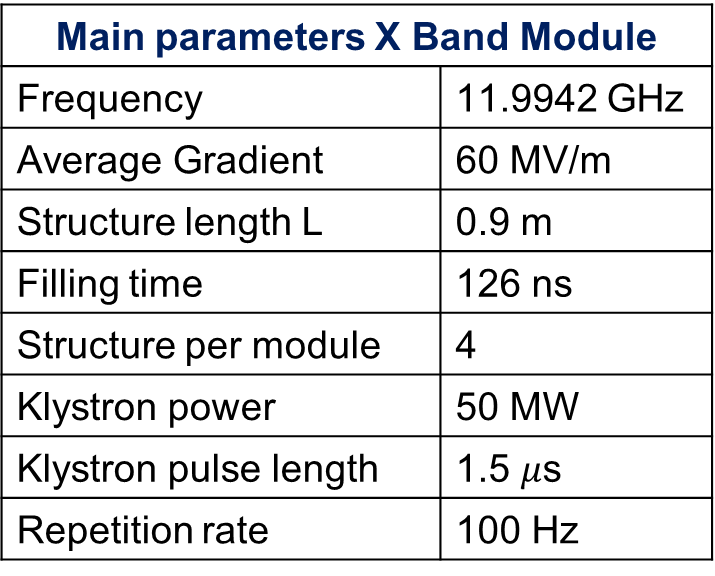 Main parameters X Band Module
Frequency 11.9942 GHz
Average Gradient 60 MV/m
Structure length L 0.9 m
Filling time 126 ns
Structure per module 4
Klystron power 50 MW
Klystron pulse length 1.5 𝜇s
Repetition rate 100 Hz